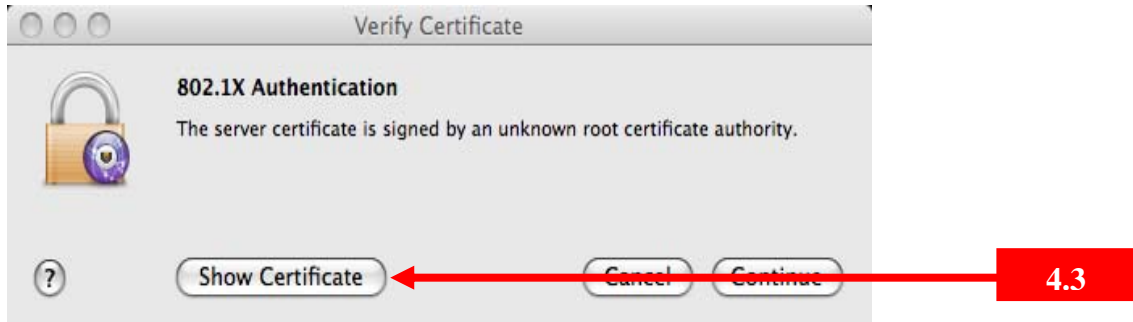 Verify Certificate
802.1X Authentication
The server certificate is signed by an unknown root certificate authority.
?
Show Certificate
Cancel
Continue
4.3